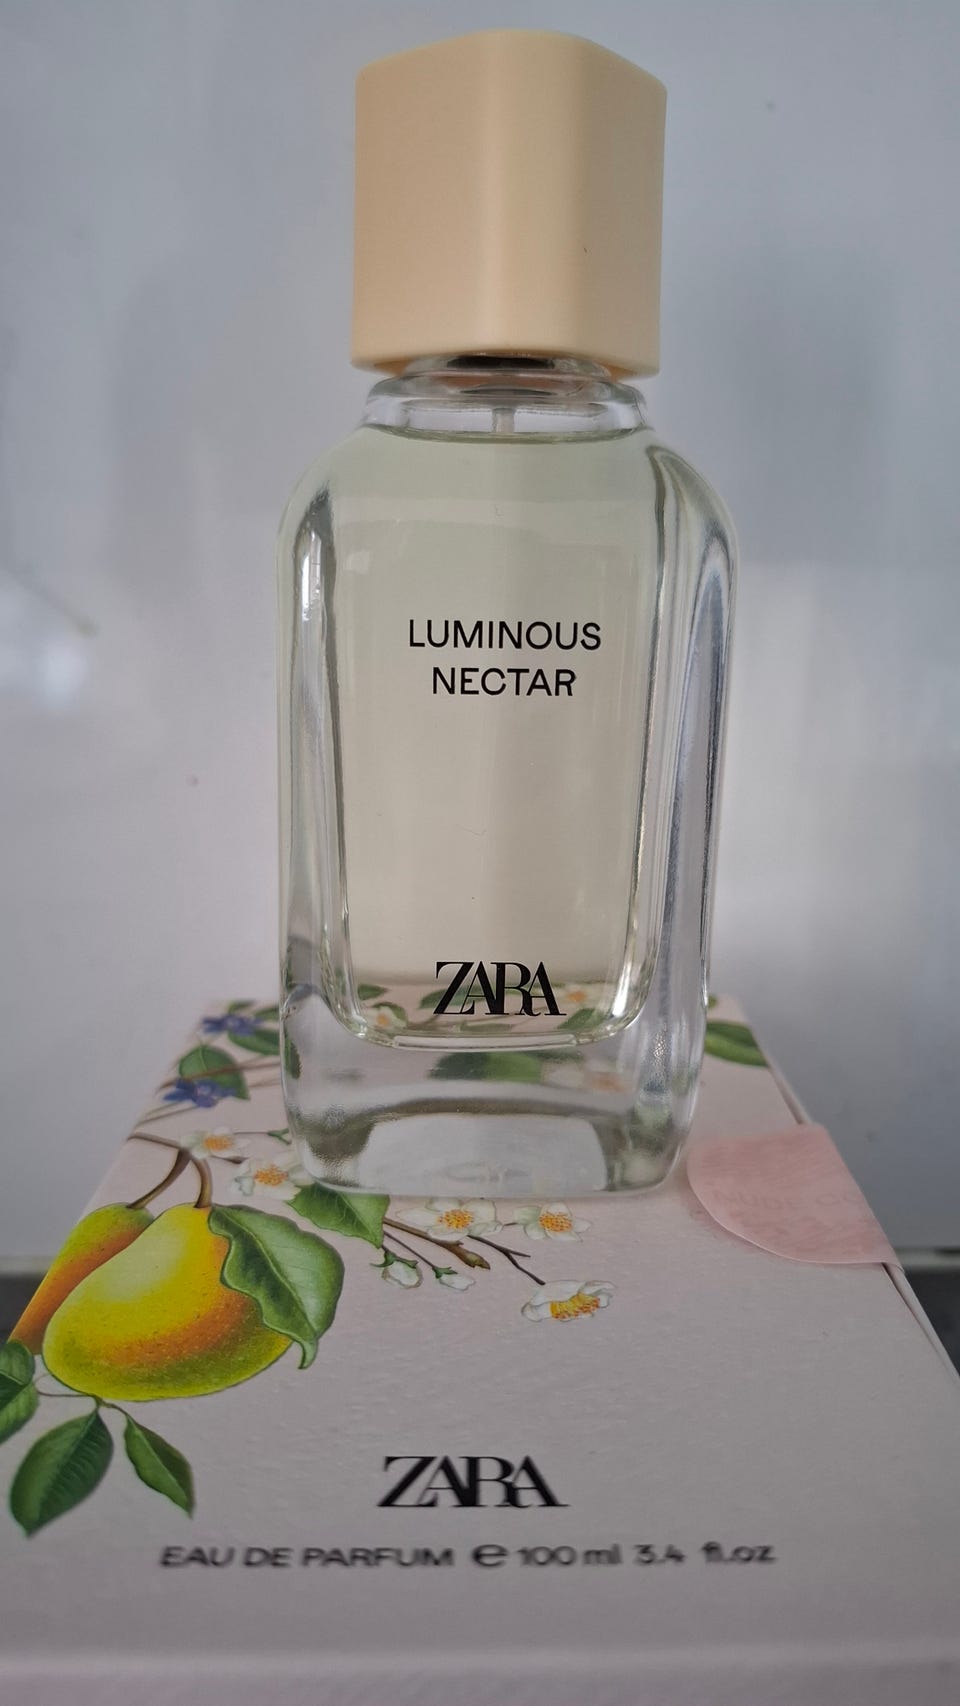 LUMINOUS
NECTAR
ZARA
ZARA
EAU DE PARFUM e 100 ml 3.4 fl.oz